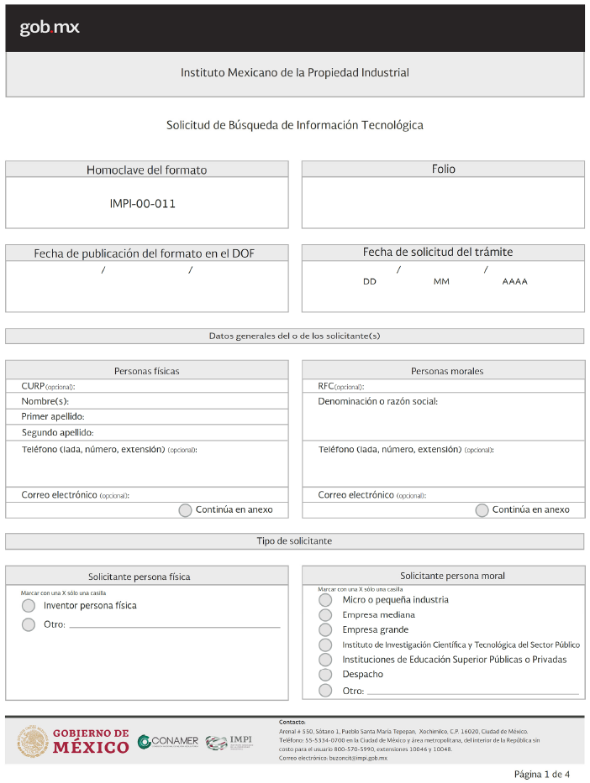 gob.mx
Instituto Mexicano de la Propiedad Industrial
Solicitud de Búsqueda de Información Tecnológica
Homoclave del formato
IMPI-00-011
Folio
Fecha de publicación del formato en el DOF
/ /
Fecha de solicitud del trámite
/ /
DD MM AAAA
Datos generales del o de los solicitante(s)
Personas físicas
CURP(opcional):
Nombre(s):
Primer apellido:
Segundo apellido:
Teléfono (lada, número, extensión) (opcional):
Correo electrónico (opcional):
Continúa en anexo
Personas morales
RFC(opcional):
Denominación o razón social:
Teléfono (lada, número, extensión) (opcional):
Correo electrónico (opcional):
Continúa en anexo
Tipo de solicitante
Solicitante persona física
Marcar con una X sólo una casilla
Inventor persona física
Otro:
Solicitante persona moral
Marcar con una X sólo una casilla
Micro o pequeña industria
Empresa mediana
Empresa grande
Instituto de Investigación Científica y Tecnológica del Sector Público
Instituciones de Educación Superior Públicas o Privadas
Despacho
Otro:
GOBIERNO DE
MÉXICO
CONAMER
IMPI
Contacto:
Arenal # 550, Sótano 1, Pueblo Santa María Tepepan, Xochimilco, C.P. 16020, Ciudad de México.
Teléfono: 55-5334-0700 en la Ciudad de México y área metropolitana, del interior de la República sin
costo para el usuario 800-570-5990, extensiones 10046 y 10048.
Correo electrónico: buzonsit@impi.gob.mx
Página 1 de 4